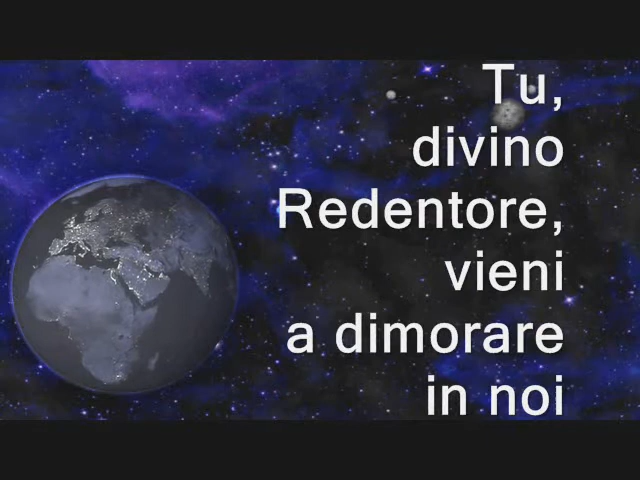 Tu,
divino
Redentore,
vieni
a dimorare
in noi